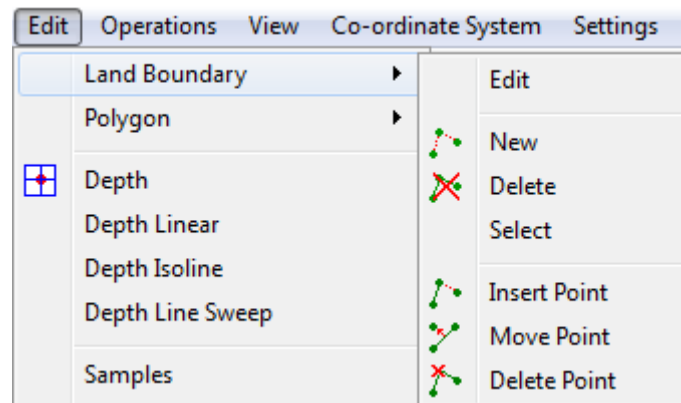 Edit Operations View Co-ordinate System Settings
Land Boundary
Polygon
Depth
Depth Linear
Depth Isoline
Depth Line Sweep
Samples
Edit
New
Delete
Select
Insert Point
Move Point
Delete Point